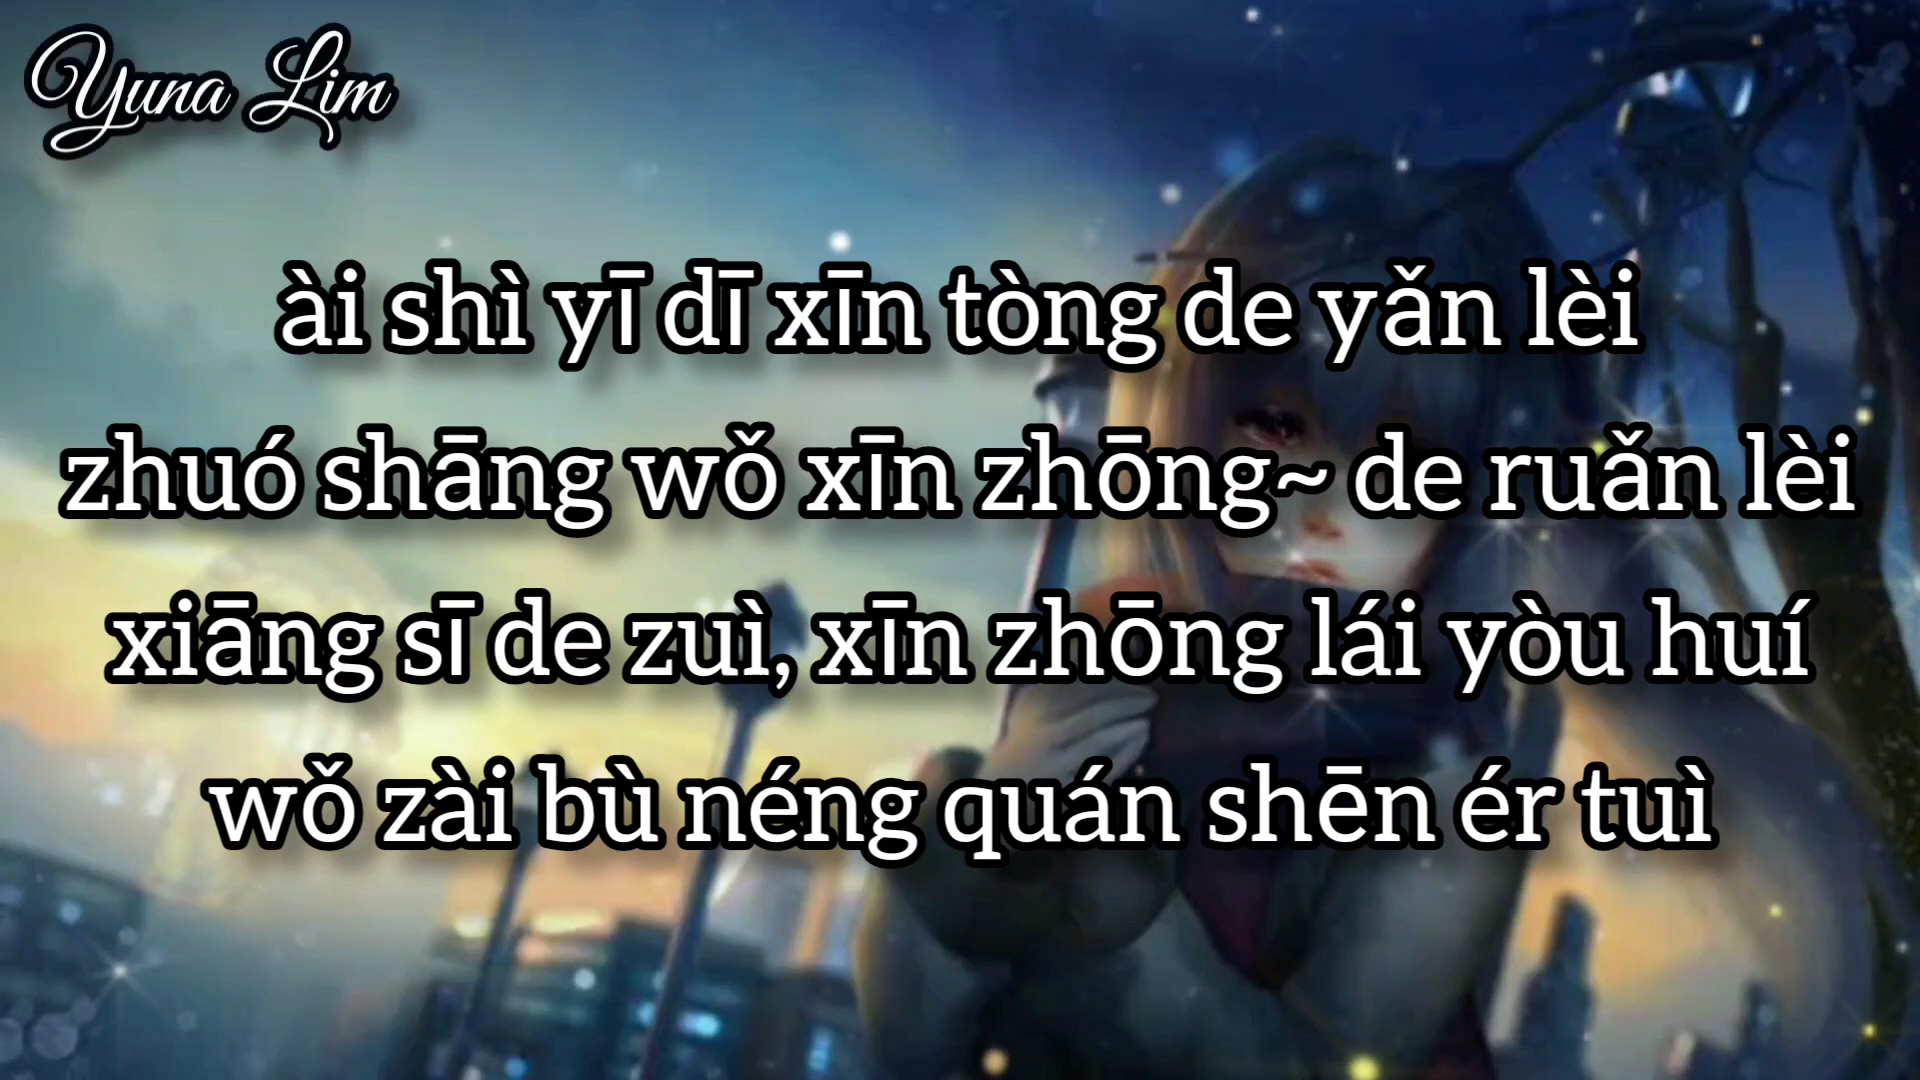 Yuna Lim
ài shì yī dī xīn tòng de yǎn lèi
zhuó shāng wǒ xīn zhōng~ de ruǎn lèi
xiāng sī de zuì, xīn zhōng lái yòu huí
wǒ zài bù néng quán shēn ér tuì